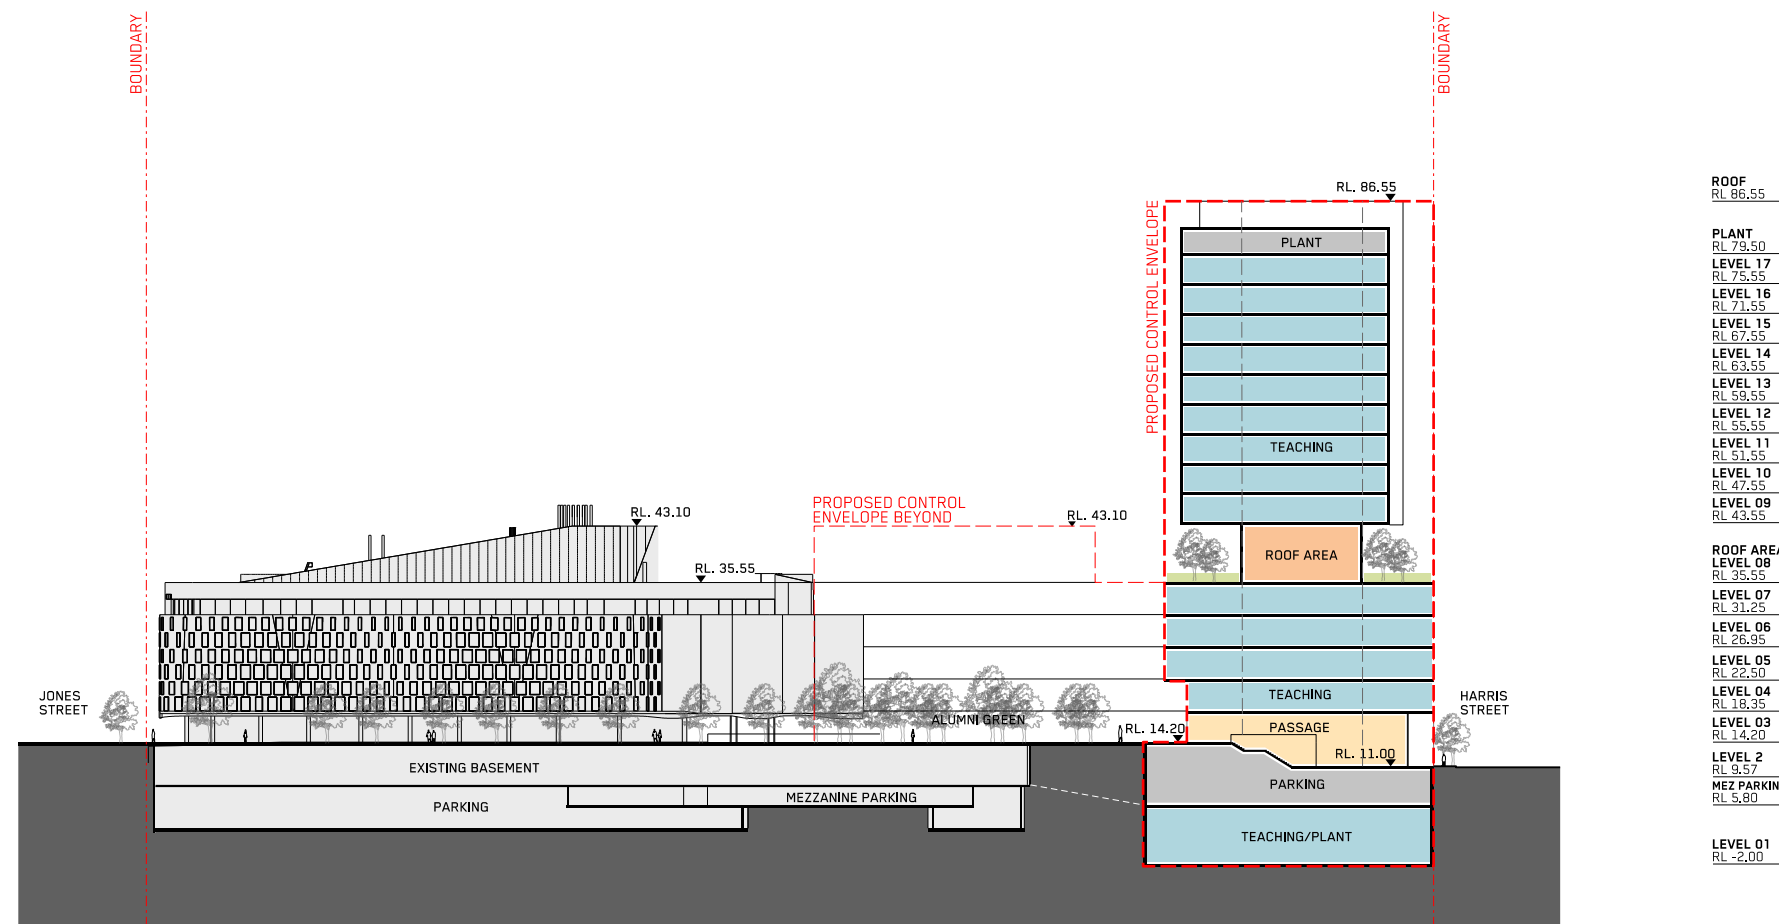 BOUNDARY
BOUNDARY
RL. 86.55
PROPOSED CONTROL ENVELOPE
PLANT
TEACHING
PROPOSED CONTROL
ENVELOPE BEYOND
RL. 43.10
RL. 43.10
RL. 35.55
ROOF AREA
TEACHING
PASSAGE
JONES
STREET
HARRIS
STREET
ALUMNI GREEN
RL. 14.20
RL. 11.00
EXISTING BASEMENT
PARKING
MEZZANINE PARKING
PARKING
TEACHING/PLANT
ROOF
RL 86.55
PLANT
RL 79.50
LEVEL 17
RL 75.55
LEVEL 16
RL 71.55
LEVEL 15
RL 67.55
LEVEL 14
RL 63.55
LEVEL 13
RL 59.55
LEVEL 12
RL 55.55
LEVEL 11
RL 51.55
LEVEL 10
RL 47.55
LEVEL 09
RL 43.55
ROOF AREA
LEVEL 08
RL 35.55
LEVEL 07
RL 31.25
LEVEL 06
RL 26.95
LEVEL 05
RL 22.50
LEVEL 04
RL 18.35
LEVEL 03
RL 14.20
LEVEL 2
RL 9.57
MEZ PARKIN
RL 5.80
LEVEL 01
RL -2.00